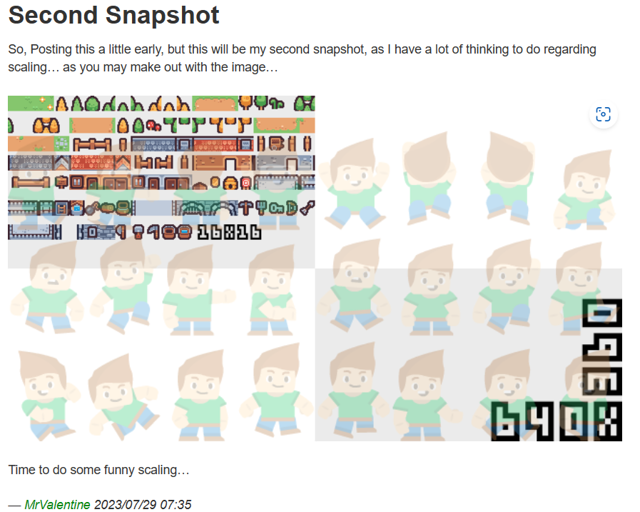 Second Snapshot
So, Posting this a little early, but this will be my second snapshot, as I have a lot of thinking to do regarding
scaling… as you may make out with the image…
16X16
640X360
Time to do some funny scaling…
— MrValentine 2023/07/29 07:35